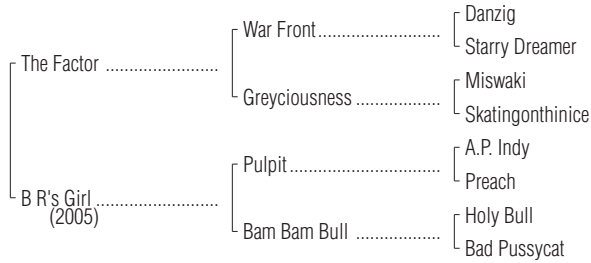 Danzig
War Front
Starry Dreamer
The Factor
Miswaki
Greyciousness
Skatingonthinice
A.P. Indy
Pulpit
Preach
B R's Girl
(2005)
Holy Bull
Bam Bam Bull
Bad Pussycat